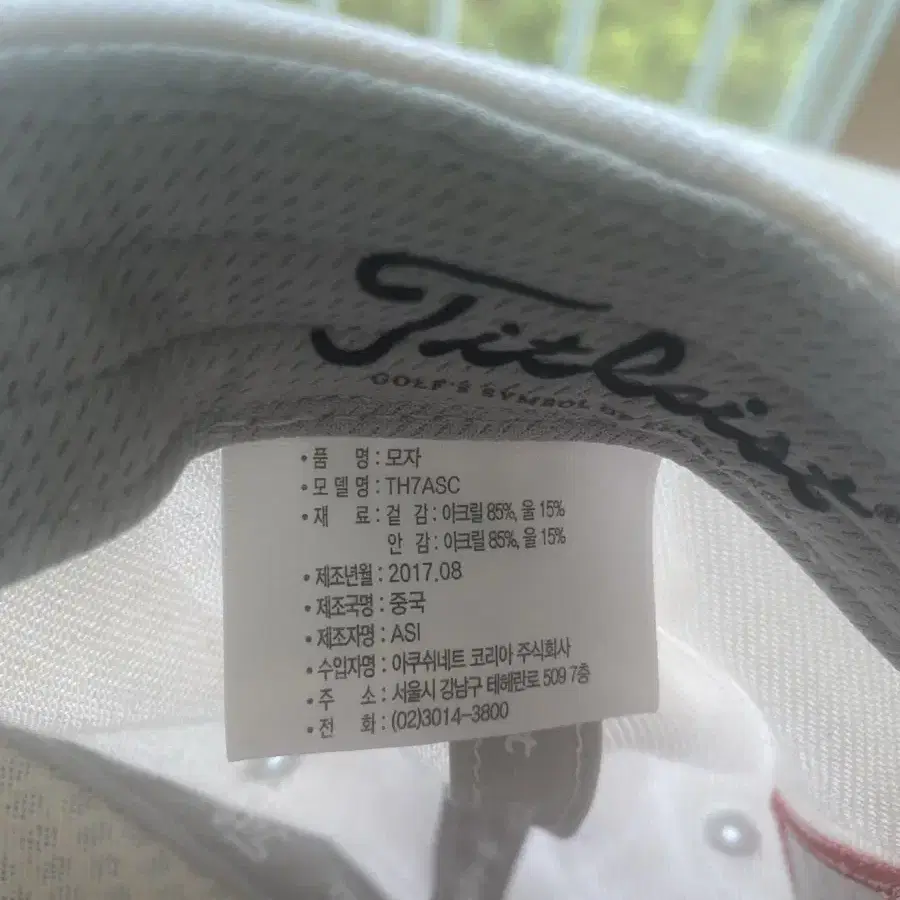 Titleist®
GOLF'S SYMBOL OF
• 품 명 : 모자
• 모 델 명 : TH7ASC
• 재 료 : 겉 감 : 아크릴 85%, 울 15%
안 감 : 아크릴 85%, 울 15%
• 제조년월 : 2017.08
• 제조국명 : 중국
• 제조자명 : ASI
• 수입자명 : 아쿠쉬네트 코리아 주식회사
• 주 소 : 서울시 강남구 테헤란로 509 7층
• 전 화 : (02)3014-3800